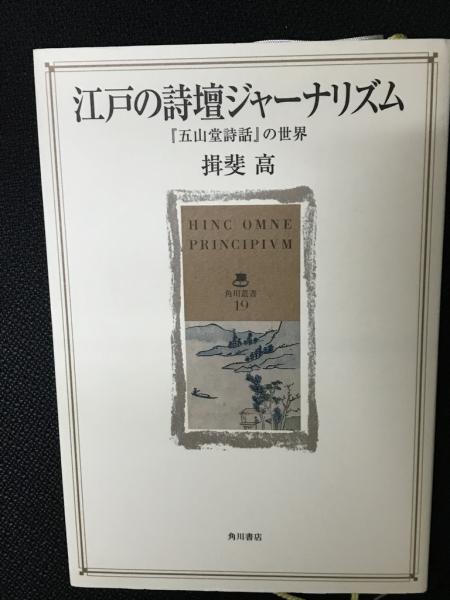 江戸の詩壇ジャーナリズム
『五山堂詩話』の世界
揖斐 高
HINC OMNE
PRINCIPIVM
角川叢書
19
角川書店